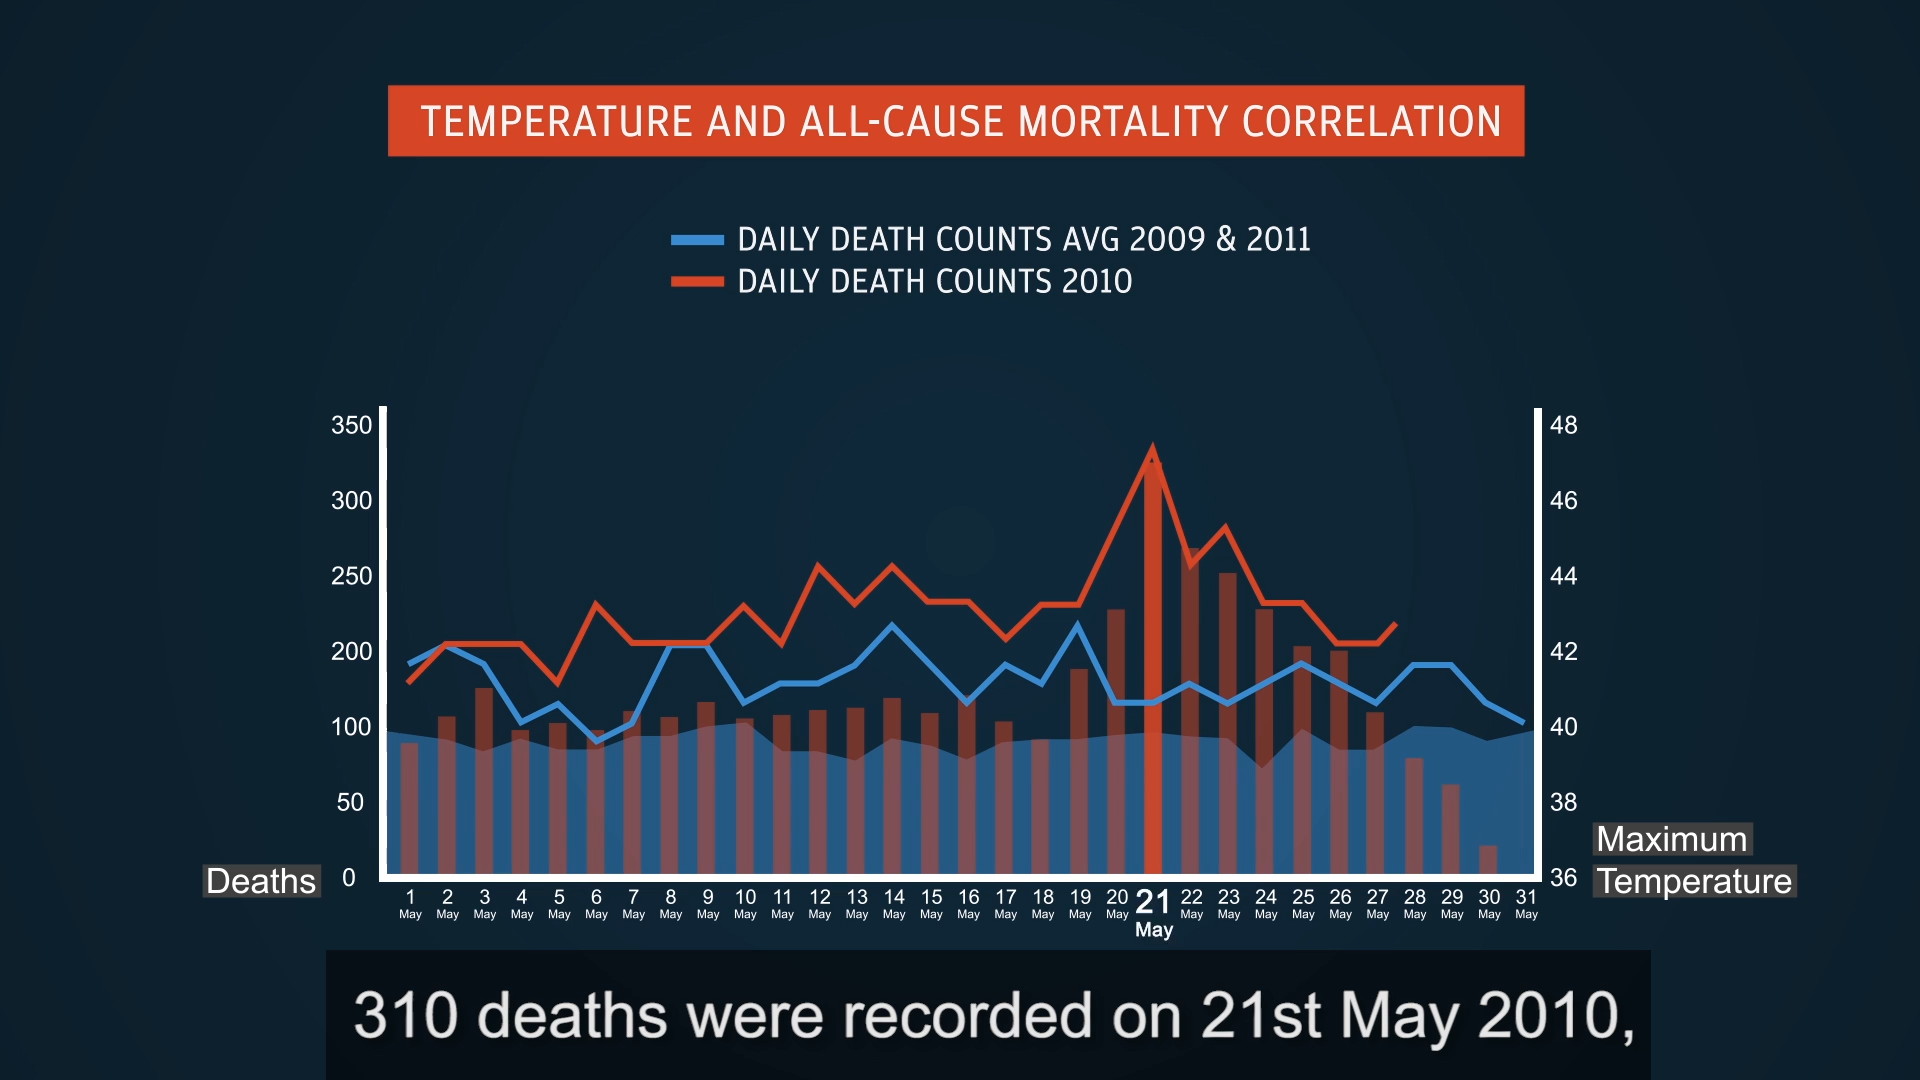 TEMPERATURE AND ALL-CAUSE MORTALITY CORRELATION
DAILY DEATH COUNTS AVG 2009 & 2011
DAILY DEATH COUNTS 2010
350
300
250
200
100
50
0
Deaths
48
46
44
42
40
38
36
Maximum
Temperature
1 2 3 4 5 6 7 8 9 10 11 12 13 14 15 16 17 18 19 20 21 22 23 24 25 26 27 28 29 30 31
May May May May May May May May May May May May May May May May May May May May May May May May May May May May May May May
310 deaths were recorded on 21st May 2010,